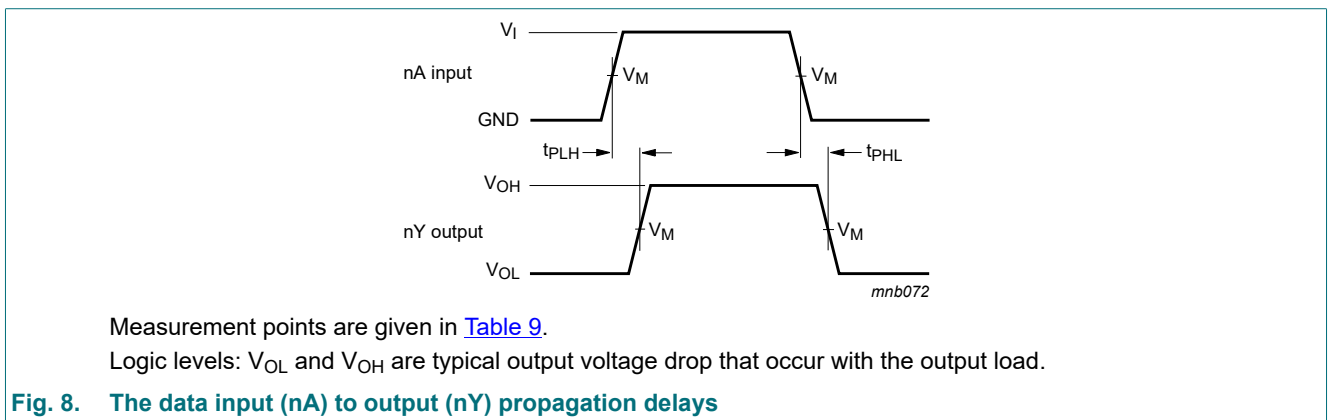 VI
nA input
VM
VM
GND
tPLH
tPHL
VOH
nY output
VM
VM
VOL
mnb072
Measurement points are given in Table 9.
Logic levels: VOL and VOH are typical output voltage drop that occur with the output load.
Fig. 8. The data input (nA) to output (nY) propagation delays